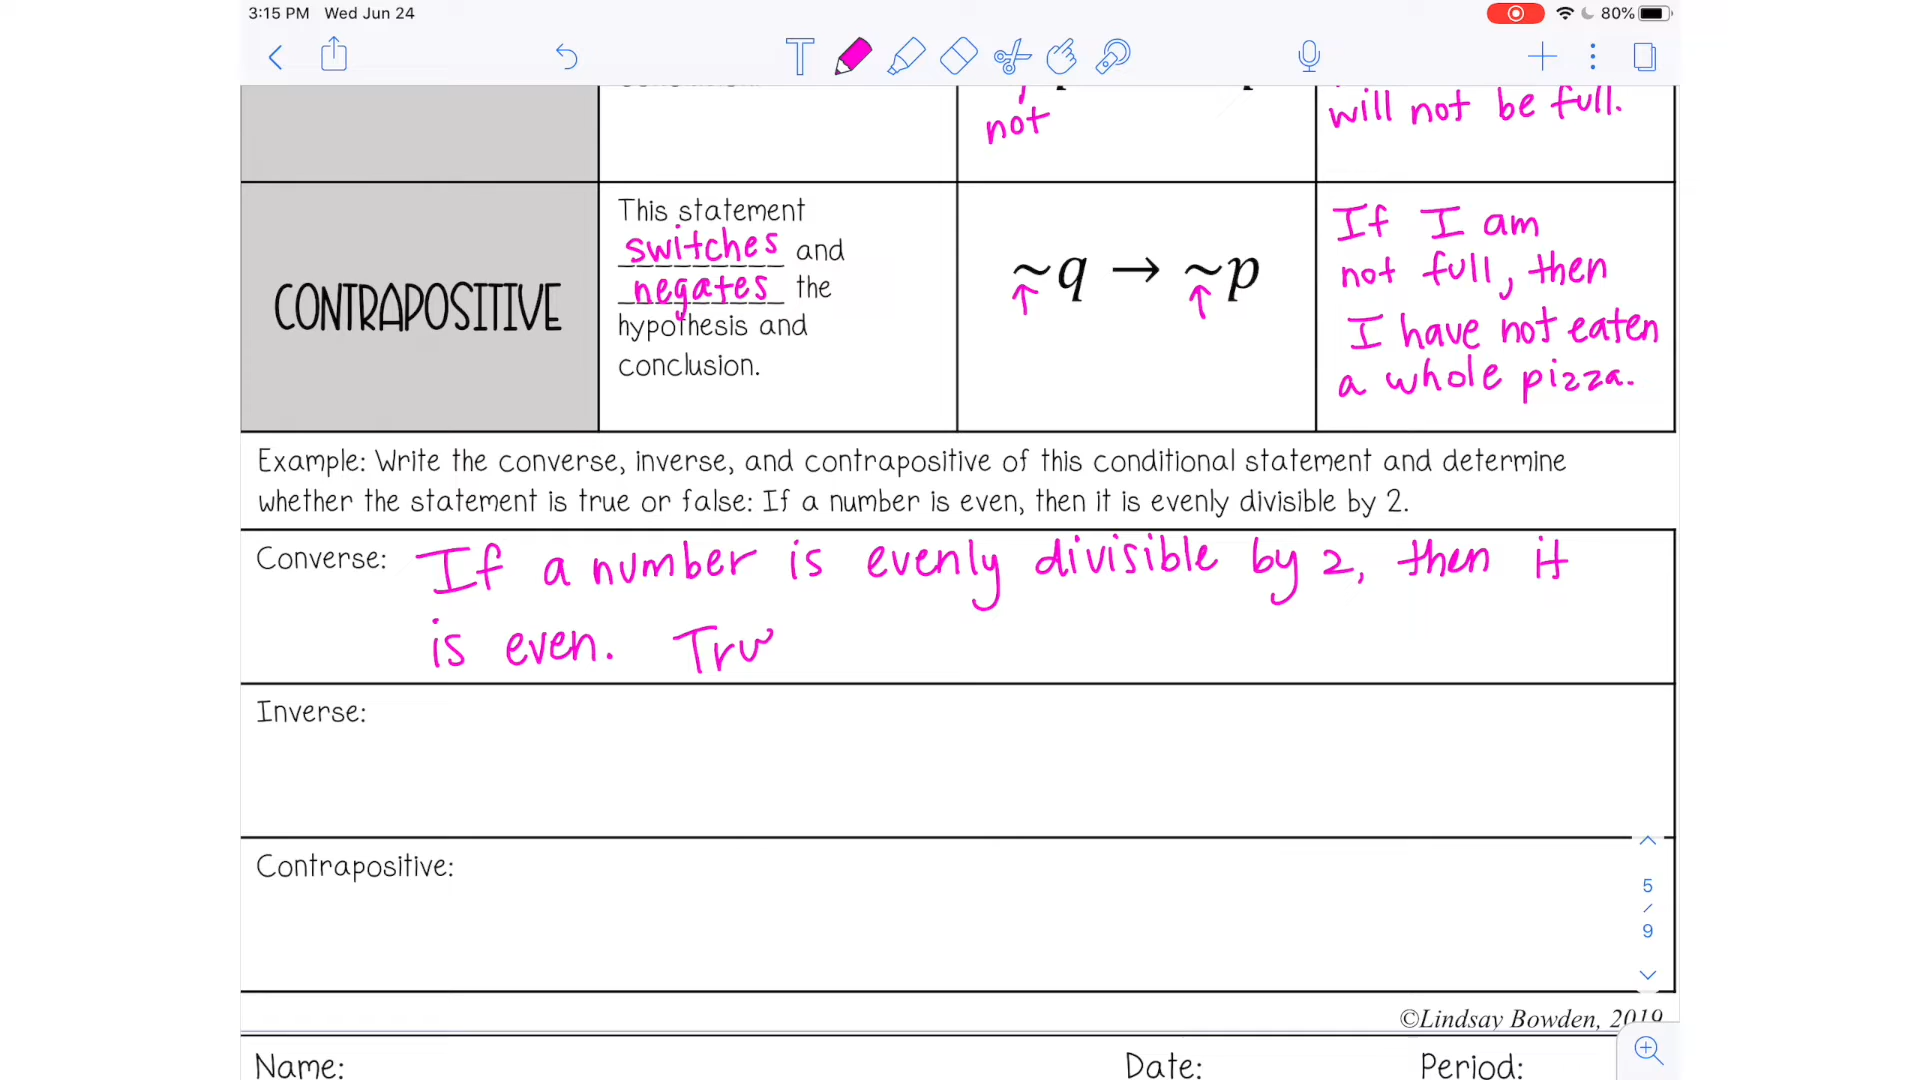 3:15 PM Wed Jun 24
80%
not
will not be full.
CONTRAPOSITIVE
This statement
switches and
negates the
hypothesis and
conclusion.
~q → ~p
If I am
not full, then
I have not eaten
a whole pizza.
Example: Write the converse, inverse, and contrapositive of this conditional statement and determine
whether the statement is true or false: If a number is even, then it is evenly divisible by 2.
Converse: If a number is evenly divisible by 2, then it
is even. Tru
Inverse:
Contrapositive:
5
/
9
©Lindsay Bowden, 2019
Name: Date: Period: